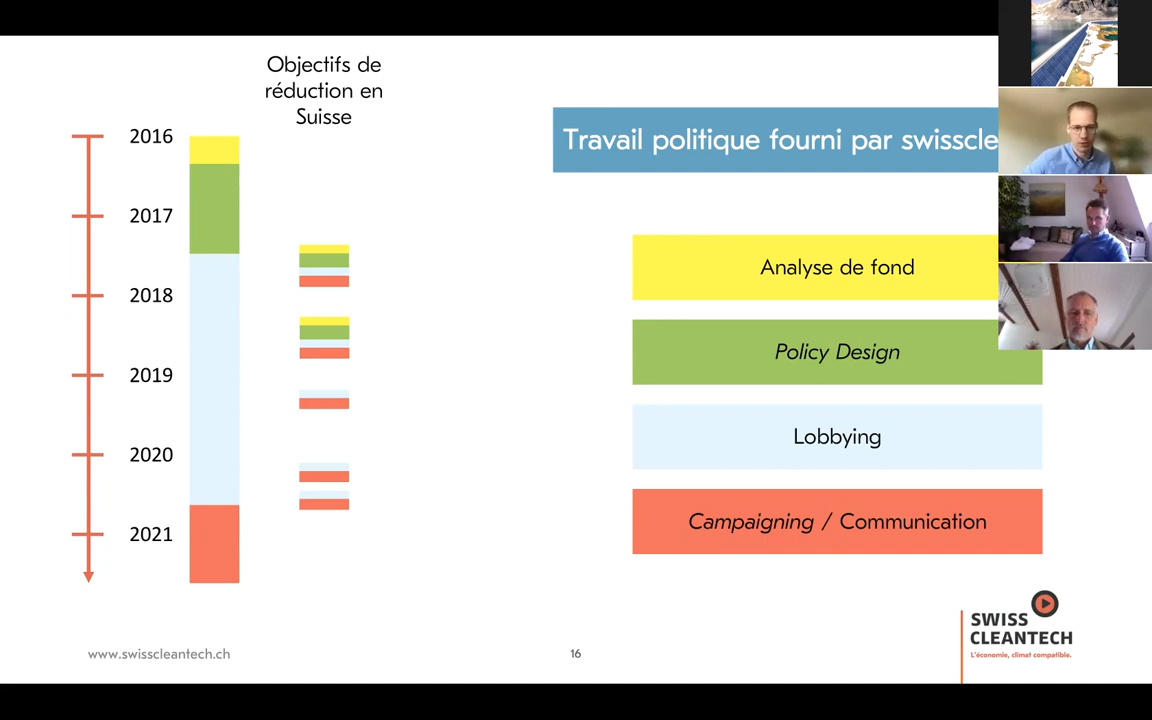 Objectifs de
réduction en
Suisse
Travail politique fourni par swisscle
2016
2017
2018
2019
2020
2021
Analyse de fond
Policy Design
Lobbying
Campaigning / Communication
www.swisscleantech.ch
16
SWISS
CLEANTECH
L'économie, climat compatible.